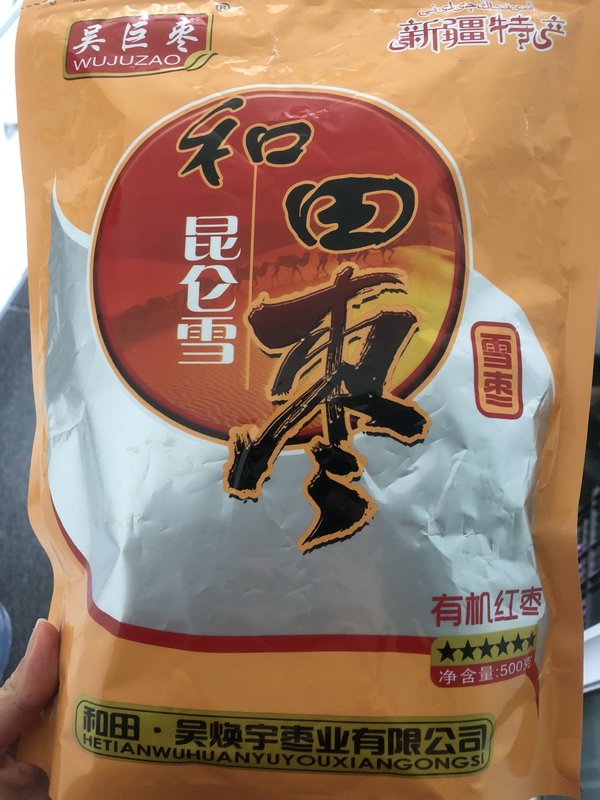 吴巨枣
®
WUJUZAO
新疆特产
和田枣
昆仑雪
雪枣
有机红枣
★★★★★★
净含量:500克
和田·吴焕宇枣业有限公司
HETIANWUHUANYUYOUXIANGONGSI